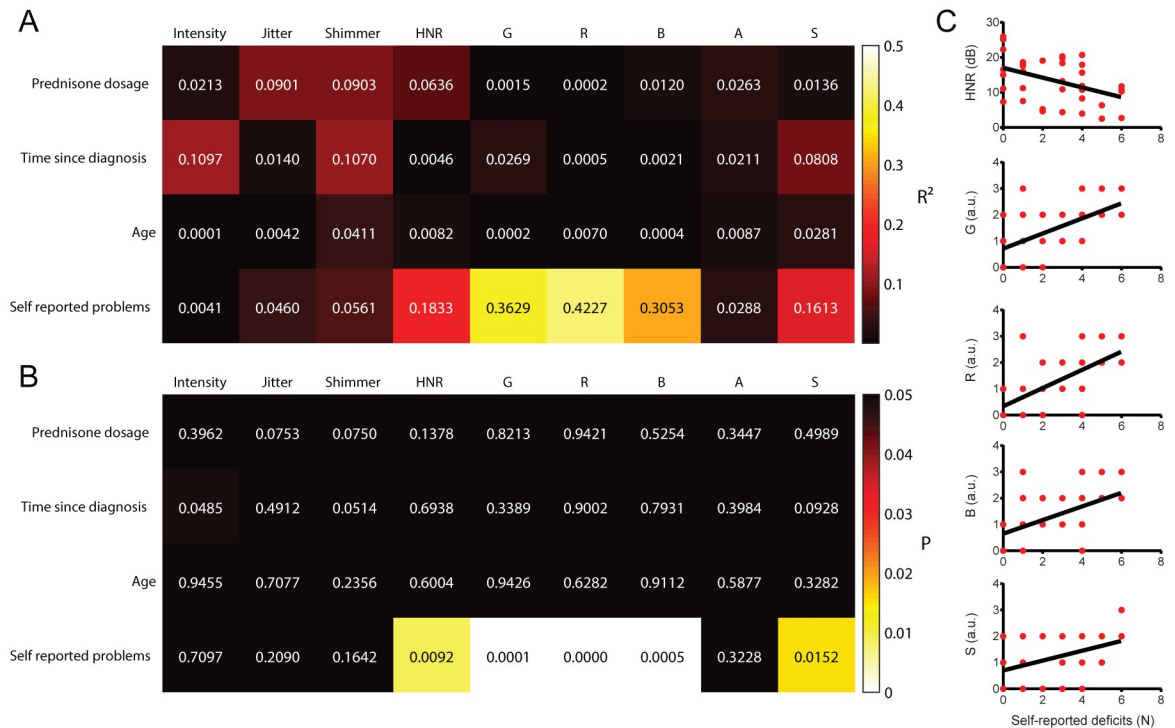 A
Intensity Jitter Shimmer HNR G R B A S
Prednisone dosage 0.0213 0.0901 0.0903 0.0636 0.0015 0.0002 0.0120 0.0263 0.0136
Time since diagnosis 0.1097 0.0140 0.1070 0.0046 0.0269 0.0005 0.0021 0.0211 0.0808
Age 0.0001 0.0042 0.0411 0.0082 0.0002 0.0070 0.0004 0.0087 0.0281
Self reported problems 0.0041 0.0460 0.0561 0.1833 0.3629 0.4227 0.3053 0.0288 0.1613
0.5
0.4
0.3
0.2
0.1
R²
B
Intensity Jitter Shimmer HNR G R B A S
Prednisone dosage 0.3962 0.0753 0.0750 0.1378 0.8213 0.9421 0.5254 0.3447 0.4989
Time since diagnosis 0.0485 0.4912 0.0514 0.6938 0.3389 0.9002 0.7931 0.3984 0.0928
Age 0.9455 0.7077 0.2356 0.6004 0.9426 0.6282 0.9112 0.5877 0.3282
Self reported problems 0.7097 0.2090 0.1642 0.0092 0.0001 0.0000 0.0005 0.3228 0.0152
0.05
0.04
0.03
0.02
0.01
0
P
C
30
20
10
0
HNR (dB)
0 2 4 6 8
4
3
2
1
0
G (a.u.)
0 2 4 6 8
4
3
2
1
0
R (a.u.)
0 2 4 6 8
4
3
2
1
0
B (a.u.)
0 2 4 6 8
4
3
2
1
0
S (a.u.)
0 2 4 6 8
Self-reported deficits (N)